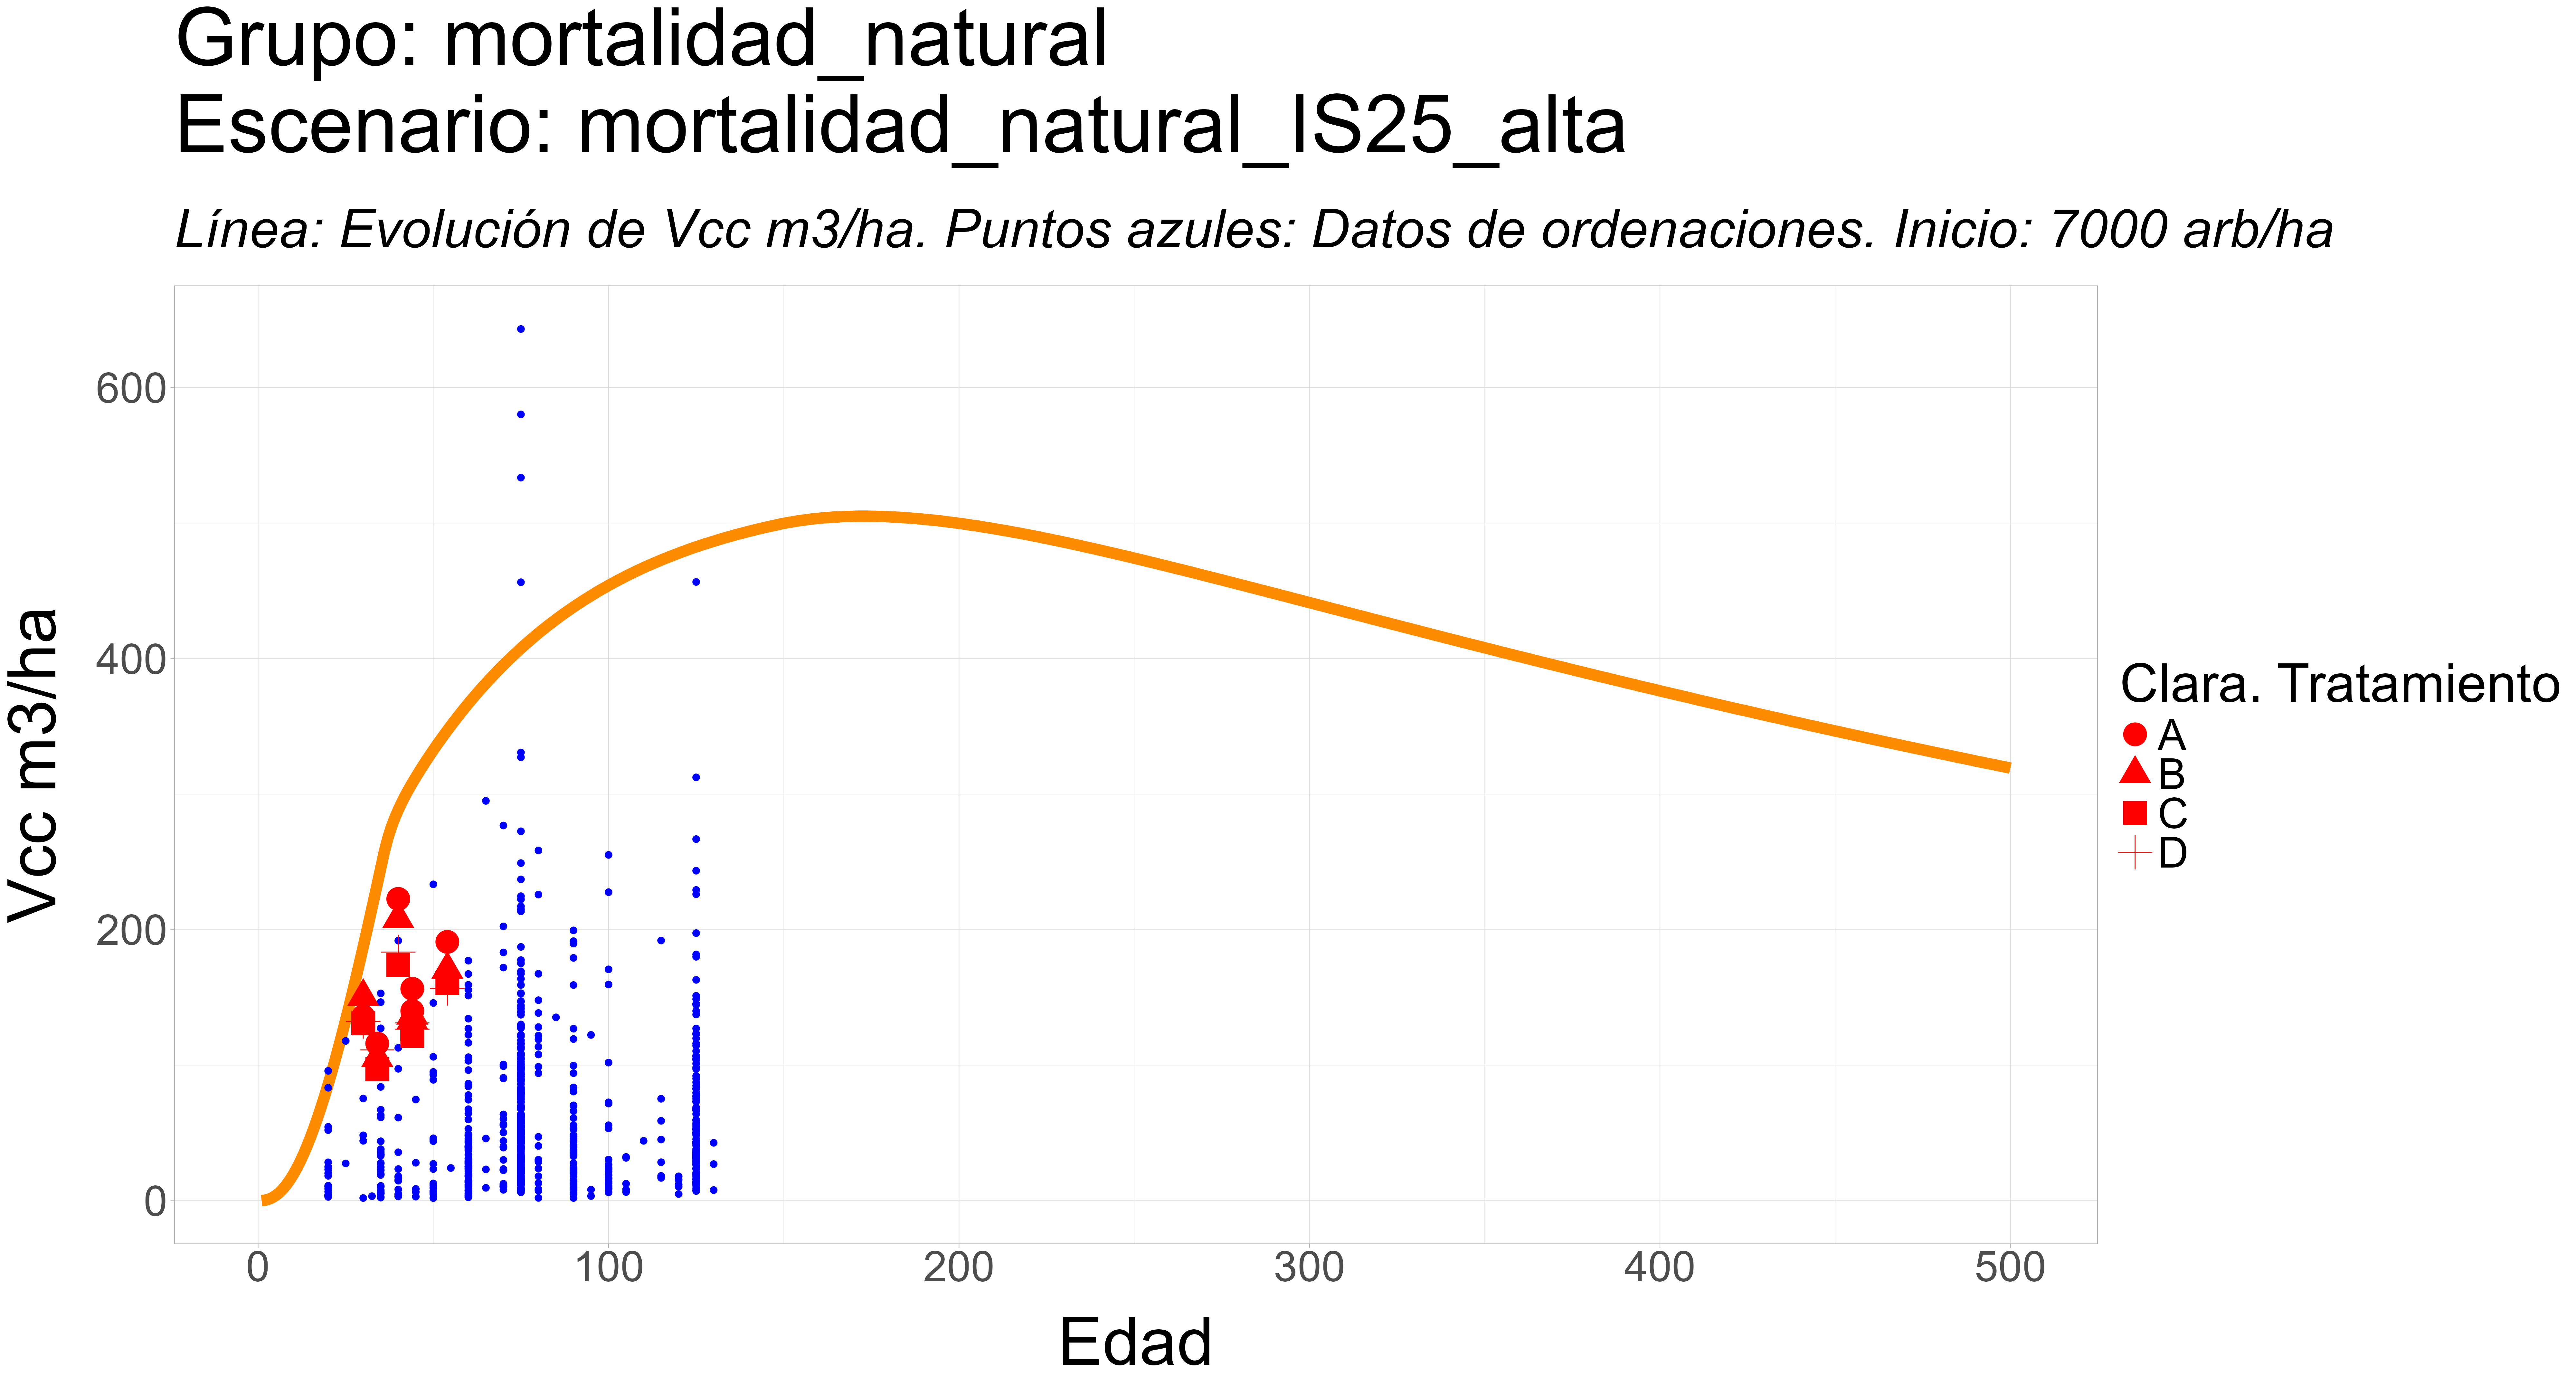 Grupo: mortalidad_natural
Escenario: mortalidad_natural_IS25_alta
Línea: Evolución de Vcc m3/ha. Puntos azules: Datos de ordenaciones. Inicio: 7000 arb/ha
Vcc m3/ha
600
400
200
0
0 100 200 300 400 500
Edad
Clara. Tratamiento
A
B
C
D